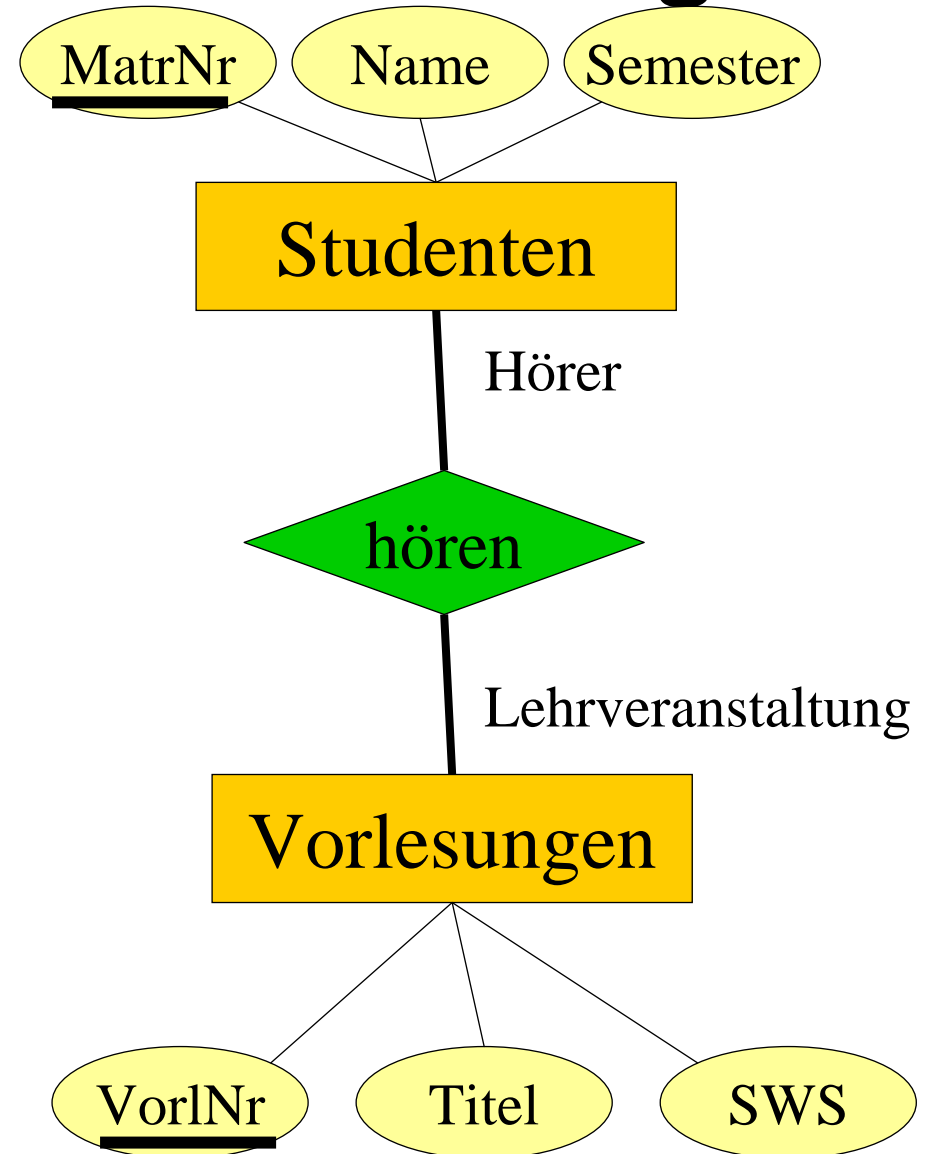 MatrNr
Name
Semester
Studenten
Hörer
hören
Lehrveranstaltung
Vorlesungen
VorlNr
Titel
SWS